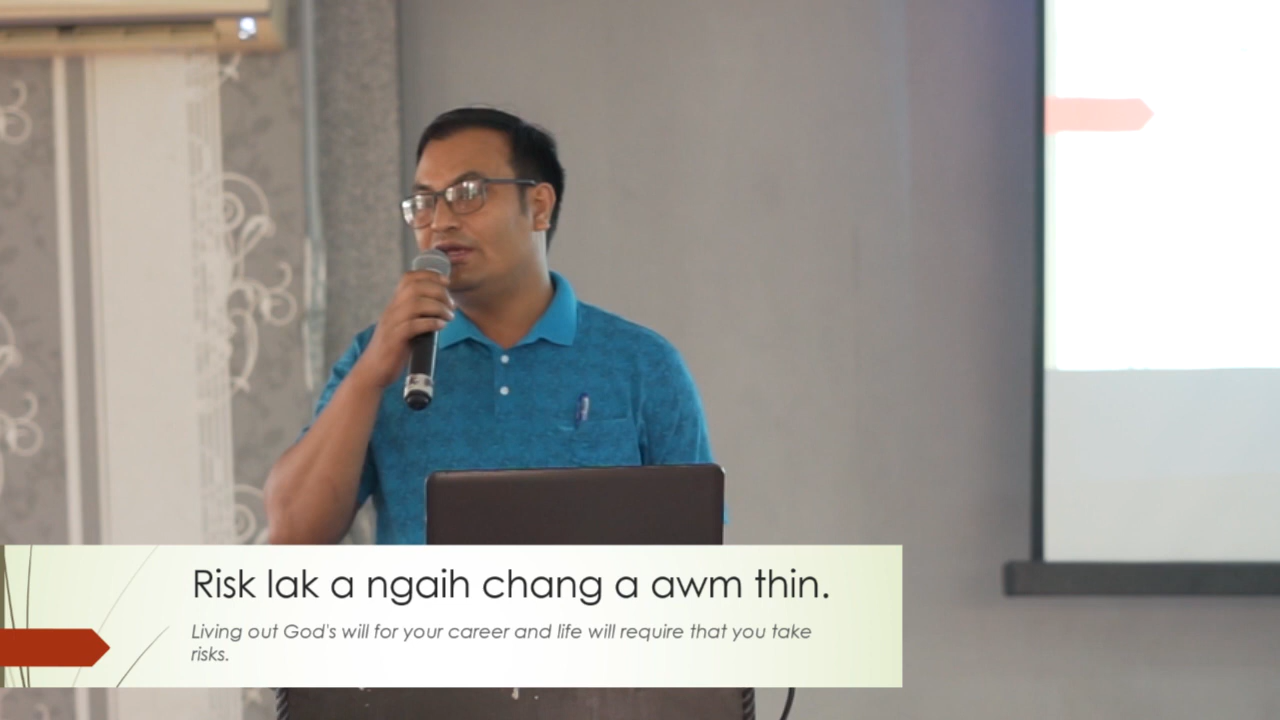 Risk lak a ngaih chang a awm thin.
Living out God's will for your career and life will require that you take
risks.